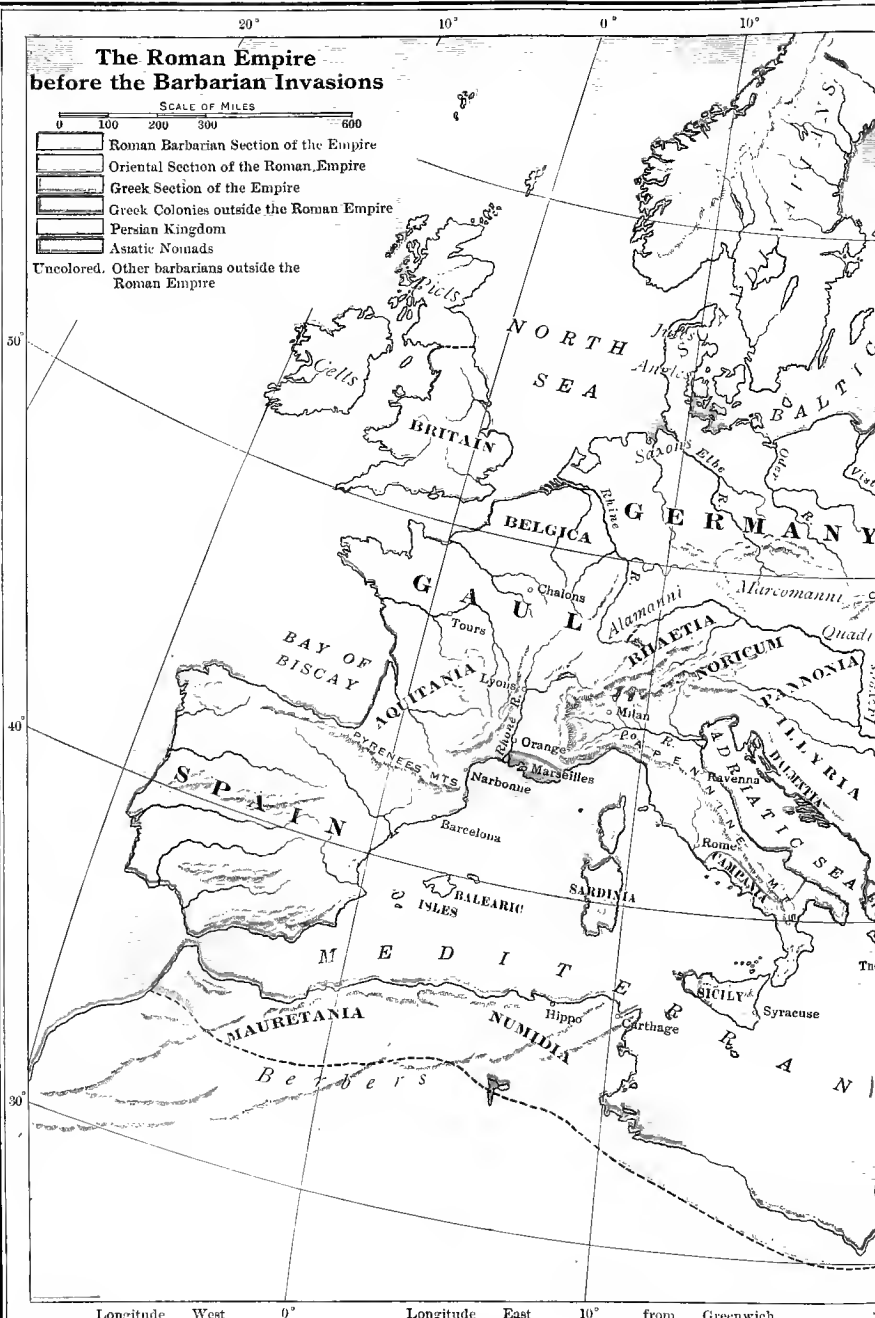 20°
10°
0°
10°
The Roman Empire
before the Barbarian Invasions
SCALE OF MILES
0 100 200 300 600
Roman Barbarian Section of the Empire
Oriental Section of the Roman Empire
Greek Section of the Empire
Greek Colonies outside the Roman Empire
Persian Kingdom
Asiatic Nomads
Uncolored. Other barbarians outside the
Roman Empire
Picts
Celts
50°
NORTH
SEA
Jutes
Angles
BALTIC
BRITAIN
Saxons
Elbe
R.
Oder
R.
Rhine
R.
GERMANY
BELGICA
GAUL
Chalons
Tours
Alamanni
Marcomanni
Quadi
RHAETIA
NORICUM
PANNONIA
ILLYRIA
DALMATIA
BAY OF
BISCAY
AQUITANIA
Lyons
Rhone R.
Milan
Po
R.
Orange
Marseilles
Narbonne
PYRENEES MTS
40°
SPAIN
Barcelona
APENNINE M
Ravenna
ADRIATIC SEA
Rome
CAMPANIA
SARDINIA
BALEARIC
ISLES
MEDITERRAN
SICILY
Syracuse
Hippo
Carthage
MAURETANIA
NUMIDIA
Berbers
30°
Longitude West 0° Longitude East 10° from Greenwich